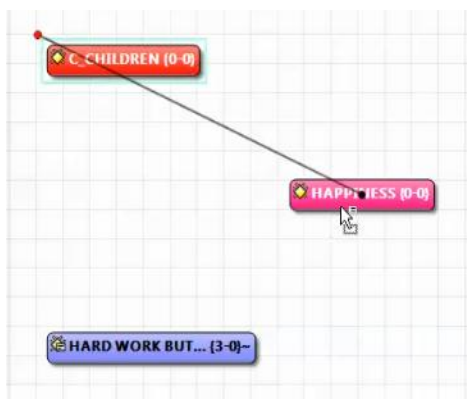 C_CHILDREN {0-0}
HAPPINESS {0-0}
HARD WORK BUT... {3-0}~